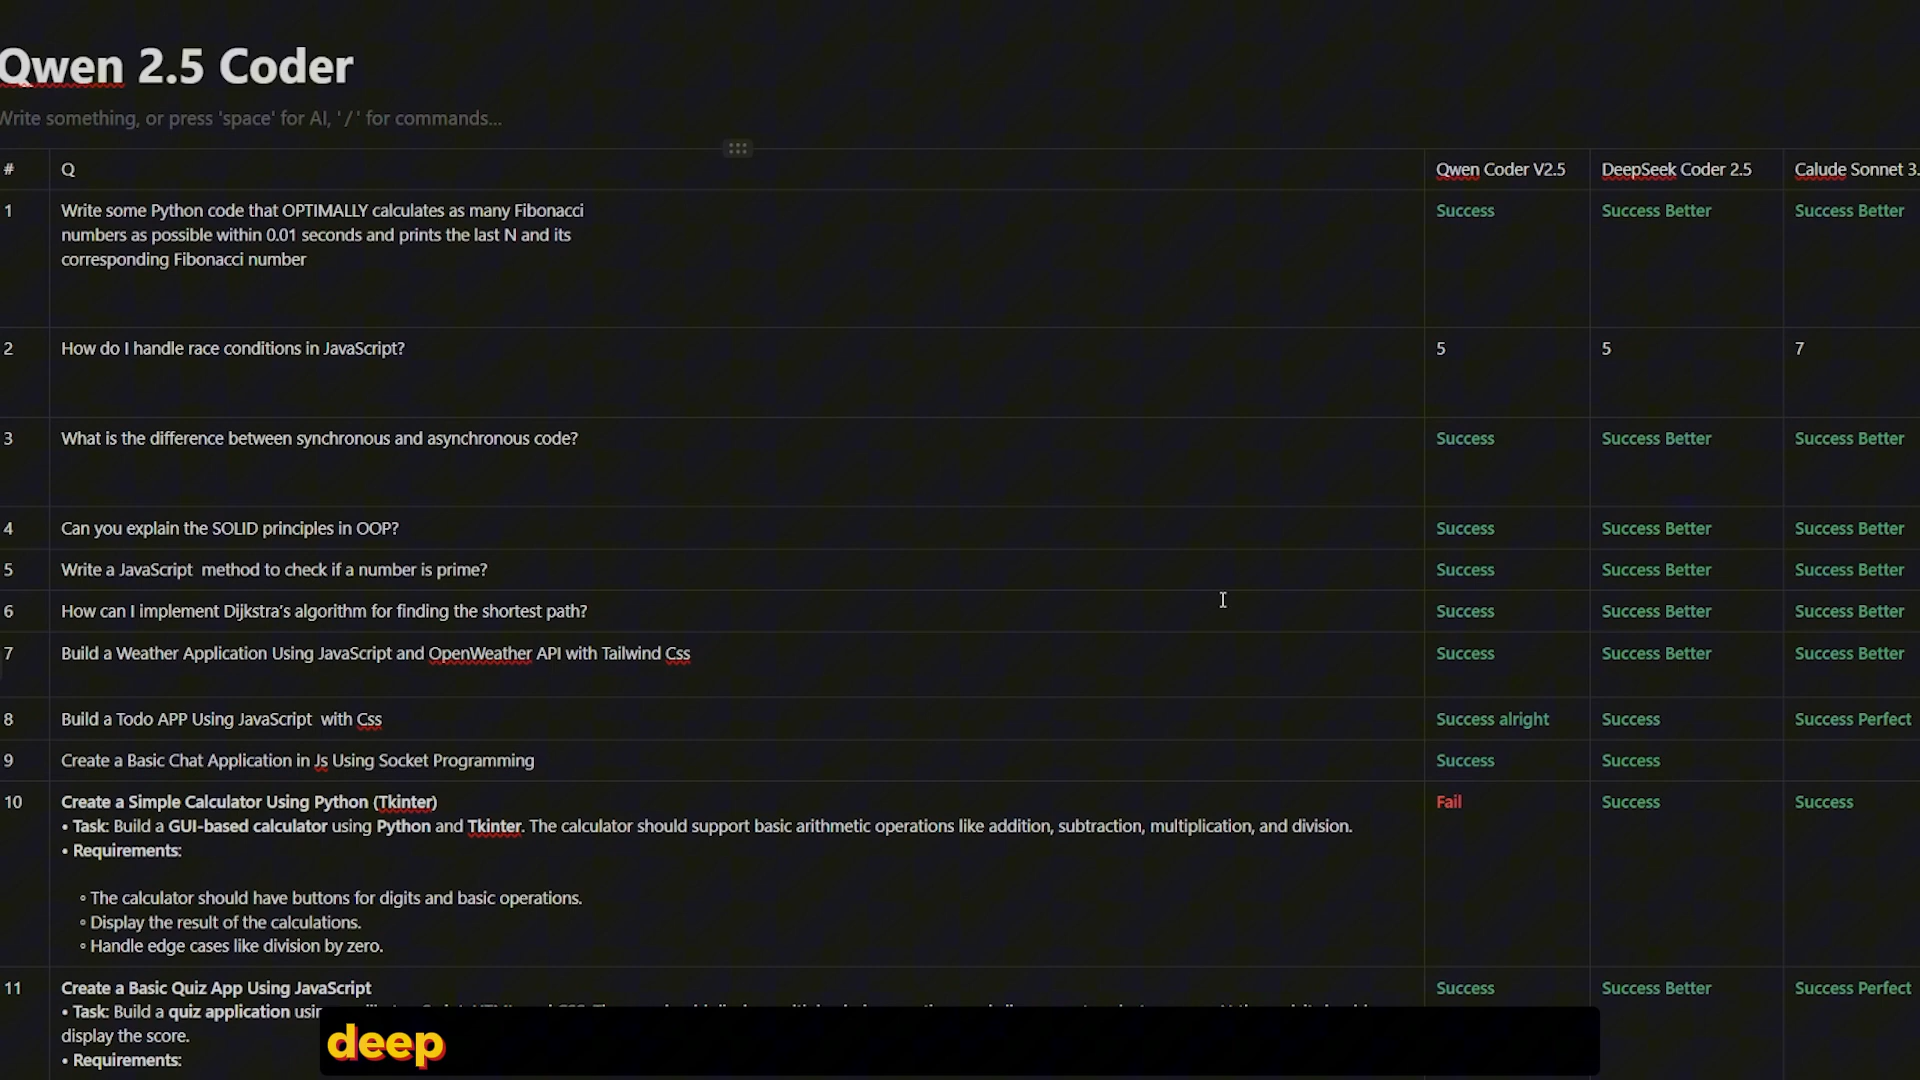 Qwen 2.5 Coder
Write something, or press 'space' for AI, '/' for commands...
# Q Qwen Coder V2.5 DeepSeek Coder 2.5 Calude Sonnet 3.
1 Write some Python code that OPTIMALLY calculates as many Fibonacci Success Success Better Success Better
numbers as possible within 0.01 seconds and prints the last N and its
corresponding Fibonacci number
2 How do I handle race conditions in JavaScript? 5 5 7
3 What is the difference between synchronous and asynchronous code? Success Success Better Success Better
4 Can you explain the SOLID principles in OOP? Success Success Better Success Better
5 Write a JavaScript method to check if a number is prime? Success Success Better Success Better
6 How can I implement Dijkstra's algorithm for finding the shortest path? Success Success Better Success Better
7 Build a Weather Application Using JavaScript and OpenWeather API with Tailwind Css Success Success Better Success Better
8 Build a Todo APP Using JavaScript with Css Success alright Success Success Perfect
9 Create a Basic Chat Application in Js Using Socket Programming Success Success
10 Create a Simple Calculator Using Python (Tkinter) Fail Success Success
• Task: Build a GUI-based calculator using Python and Tkinter. The calculator should support basic arithmetic operations like addition, subtraction, multiplication, and division.
• Requirements:
◦ The calculator should have buttons for digits and basic operations.
◦ Display the result of the calculations.
◦ Handle edge cases like division by zero.
11 Create a Basic Quiz App Using JavaScript Success Success Better Success Perfect
• Task: Build a quiz application
display the score.
• Requirements:
deep